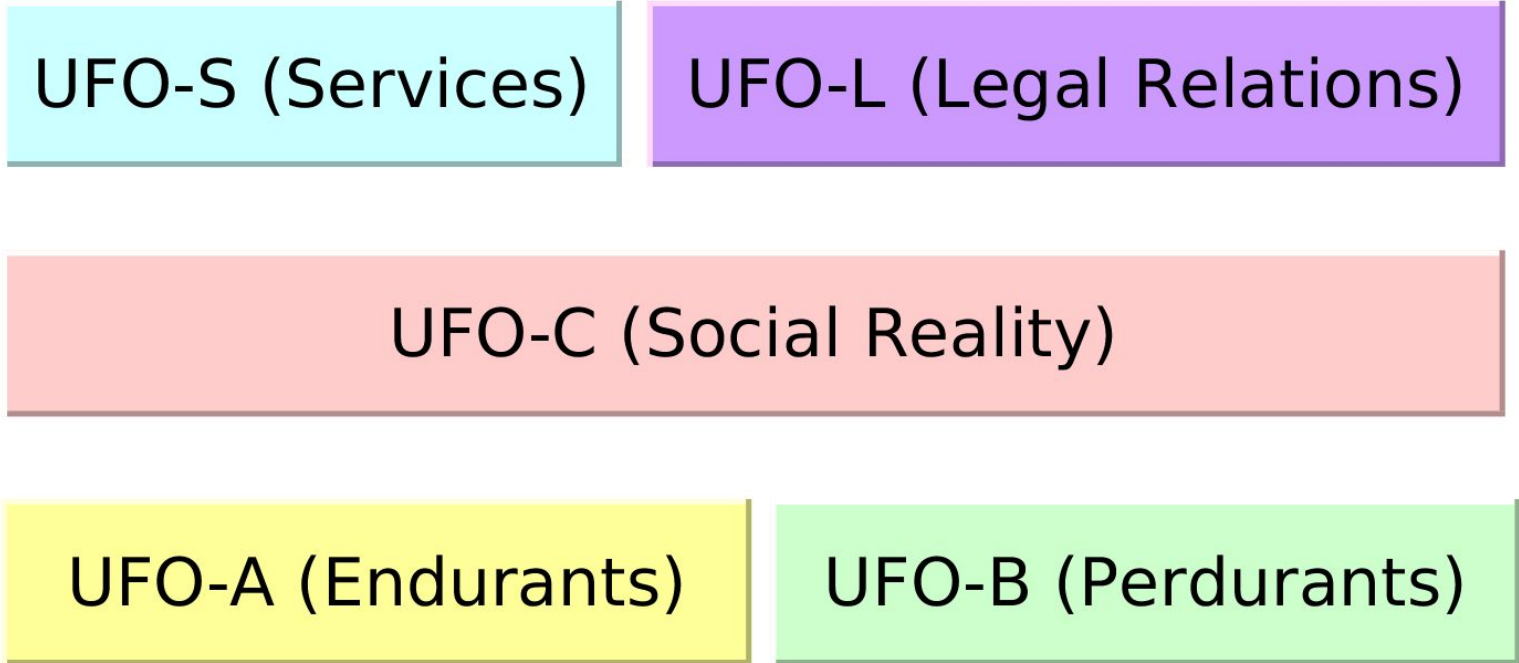 UFO-S (Services)
UFO-L (Legal Relations)
UFO-C (Social Reality)
UFO-A (Endurants)
UFO-B (Perdurants)